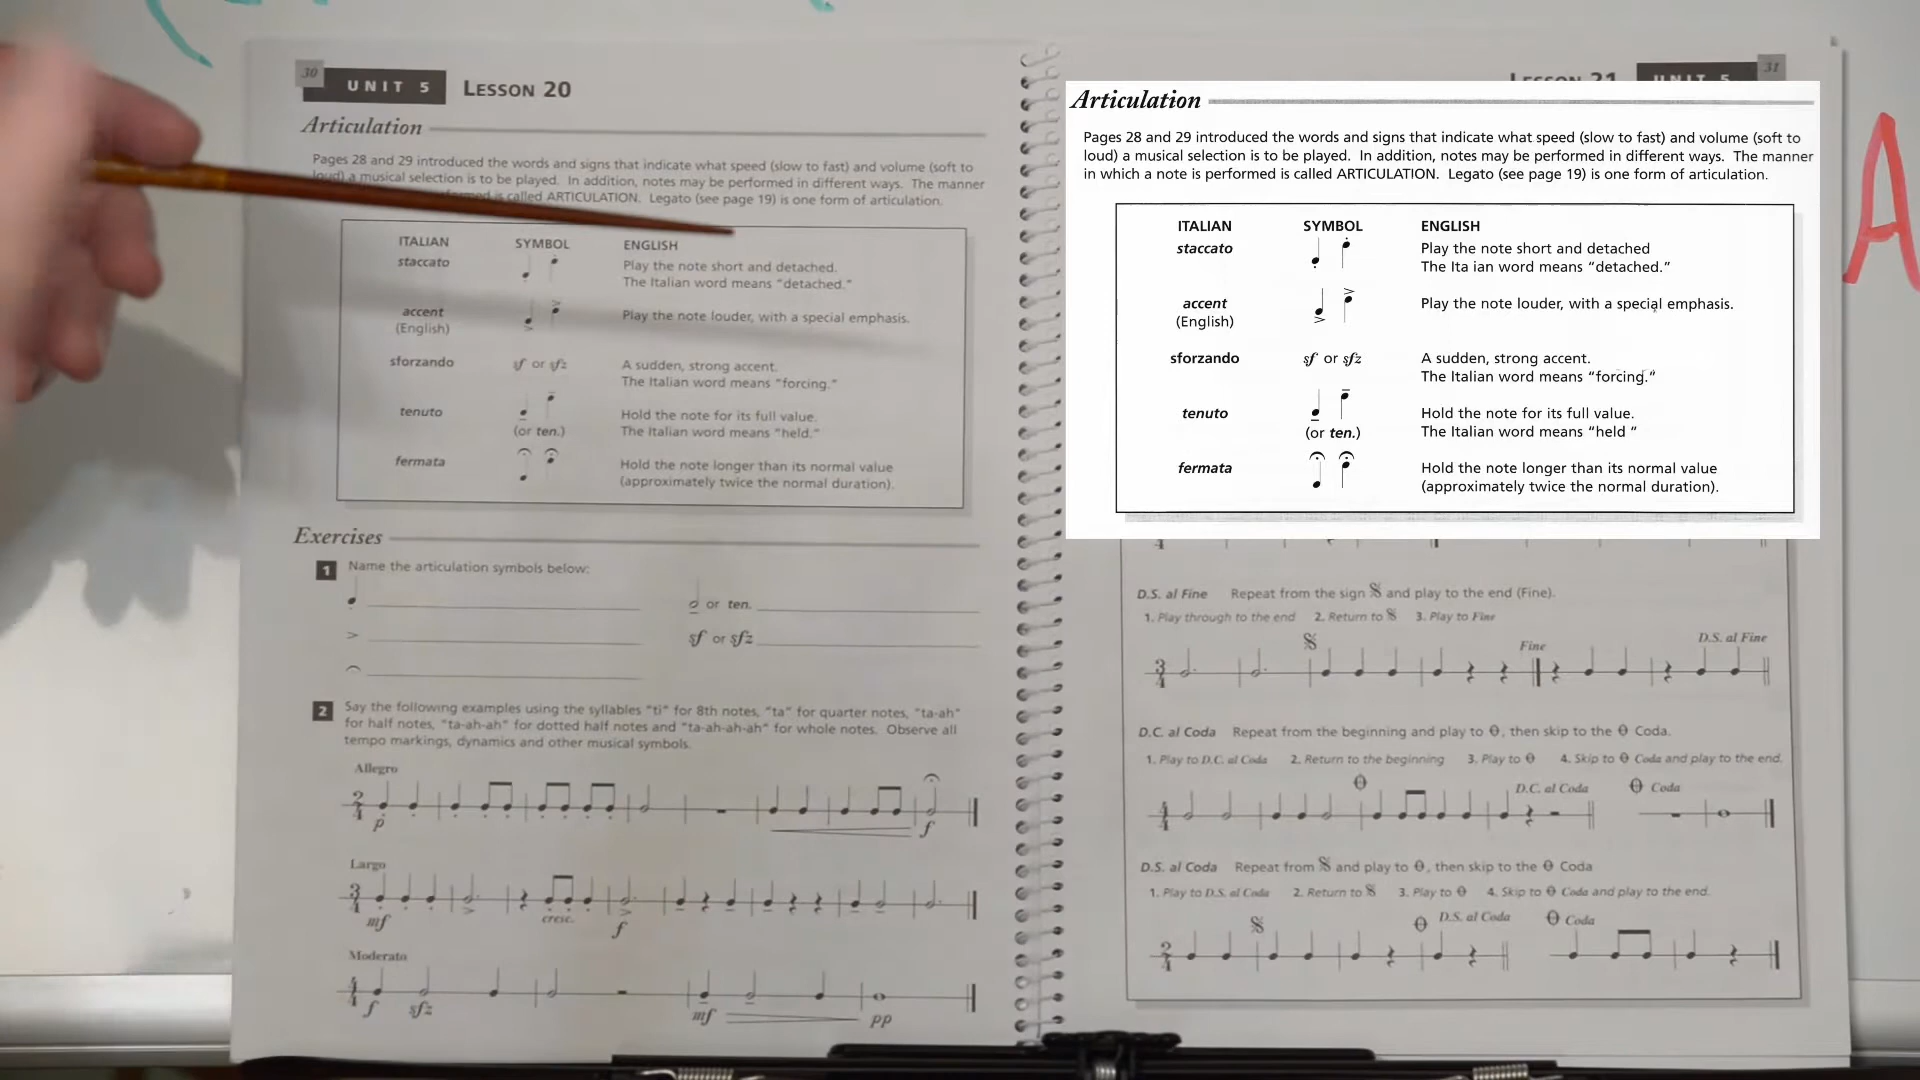 30
UNIT 5 LESSON 20
Articulation
Pages 28 and 29 introduced the words and signs that indicate what speed (slow to fast) and volume (soft to
loud) a musical selection is to be played. In addition, notes may be performed in different ways. The manner
is called ARTICULATION. Legato (see page 19) is one form of articulation.
ITALIAN SYMBOL ENGLISH
staccato Play the note short and detached.
The Italian word means “detached.”
accent Play the note louder, with a special emphasis.
(English)
sforzando sf or sfz A sudden, strong accent.
The Italian word means “forcing.”
tenuto Hold the note for its full value.
(or ten.) The Italian word means “held.”
fermata Hold the note longer than its normal value
(approximately twice the normal duration).
Exercises
1 Name the articulation symbols below:
or ten.
> sf or sfz
2 Say the following examples using the syllables “ti” for 8th notes, “ta” for quarter notes, “ta-ah”
for half notes, “ta-ah-ah” for dotted half notes and “ta-ah-ah-ah” for whole notes. Observe all
tempo markings, dynamics and other musical symbols.
Allegro
2
4
p f
Largo
3
4
mf cresc. f
Moderato
4
4
f sfz mf pp
LESSON 21 UNIT 5
31
Articulation
Pages 28 and 29 introduced the words and signs that indicate what speed (slow to fast) and volume (soft to
loud) a musical selection is to be played. In addition, notes may be performed in different ways. The manner
in which a note is performed is called ARTICULATION. Legato (see page 19) is one form of articulation.
ITALIAN SYMBOL ENGLISH
staccato Play the note short and detached
The Ita ian word means “detached.”
accent Play the note louder, with a special emphasis.
(English)
sforzando sf or sfz A sudden, strong accent.
The Italian word means “forcing.”
tenuto Hold the note for its full value.
(or ten.) The Italian word means “held ”
fermata Hold the note longer than its normal value
(approximately twice the normal duration).
D.S. al Fine Repeat from the sign 𝄋 and play to the end (Fine).
1. Play through to the end 2. Return to 𝄋 3. Play to Fine
𝄋 Fine D.S. al Fine
3
4
D.C. al Coda Repeat from the beginning and play to 𝄌, then skip to the 𝄌 Coda.
1. Play to D.C. al Coda 2. Return to the beginning 3. Play to 𝄌 4. Skip to 𝄌 Coda and play to the end.
𝄌 D.C. al Coda 𝄌 Coda
4
4
D.S. al Coda Repeat from 𝄋 and play to 𝄌, then skip to the 𝄌 Coda
1. Play to D.S. al Coda 2. Return to 𝄋 3. Play to 𝄌 4. Skip to 𝄌 Coda and play to the end.
𝄋 𝄌 D.S. al Coda 𝄌 Coda
2
4
A